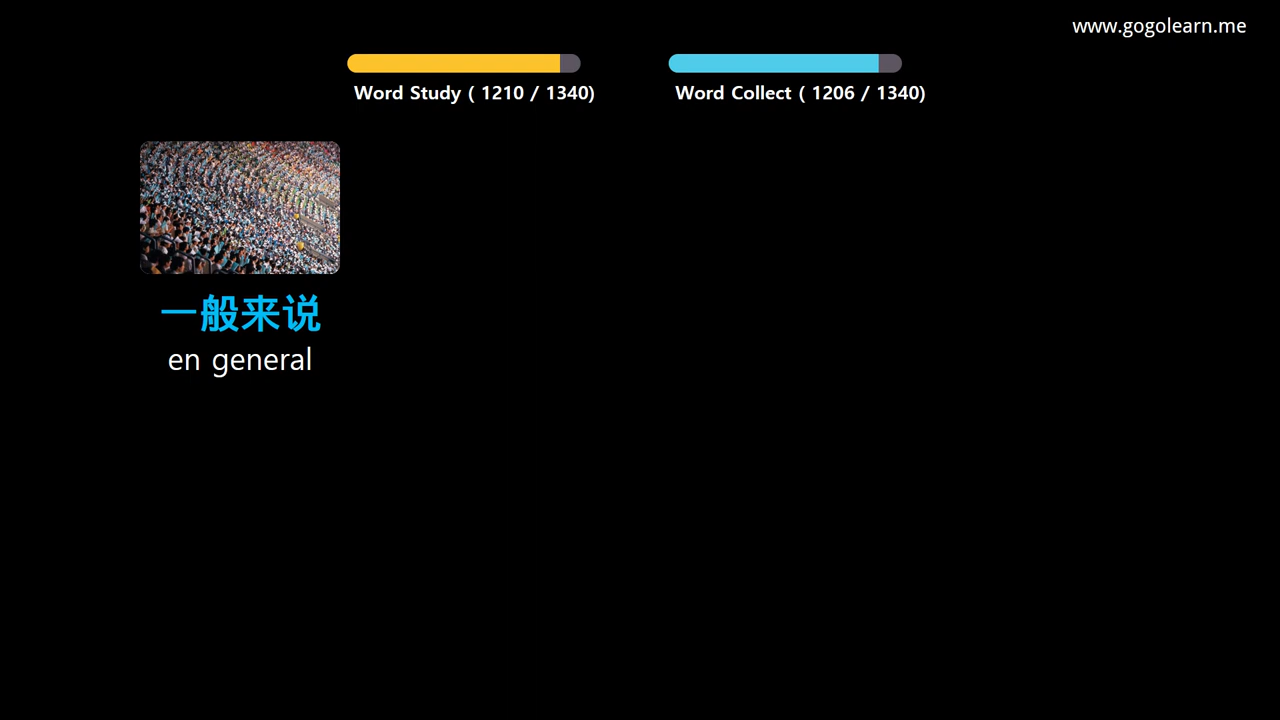 www.gogolearn.me
Word Study ( 1210 / 1340)
Word Collect ( 1206 / 1340)
一般来说
en general